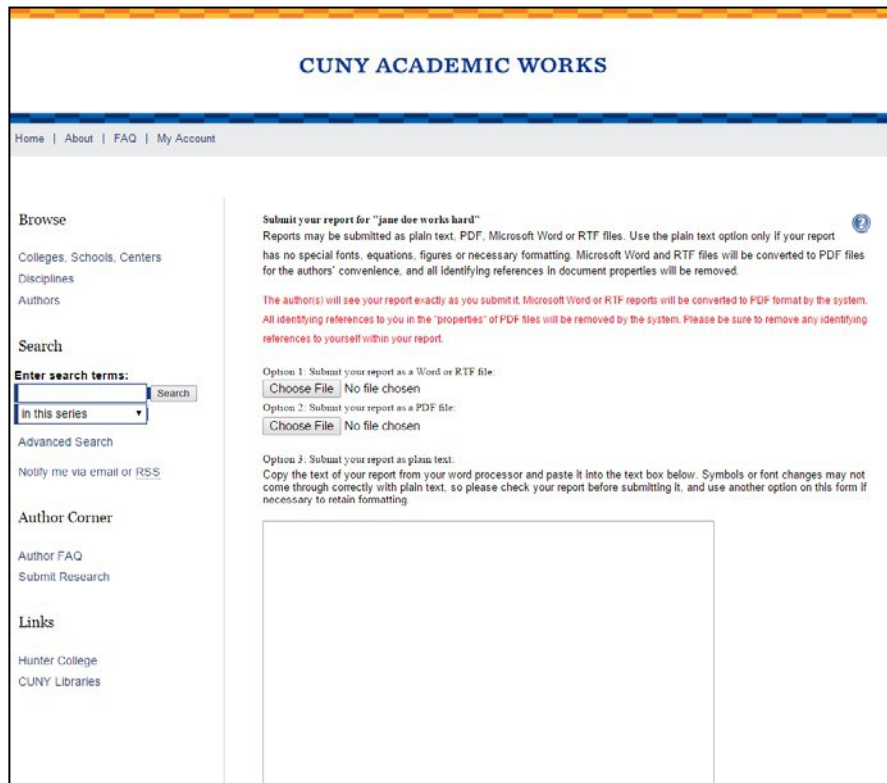 CUNY ACADEMIC WORKS
Home | About | FAQ | My Account
Browse
Colleges, Schools, Centers
Disciplines
Authors
Search
Enter search terms:
Search
in this series
Advanced Search
Notify me via email or RSS
Author Corner
Author FAQ
Submit Research
Links
Hunter College
CUNY Libraries
Submit your report for "jane doe works hard"
?
Reports may be submitted as plain text, PDF, Microsoft Word or RTF files. Use the plain text option only if your report
has no special fonts, equations, figures or necessary formatting. Microsoft Word and RTF files will be converted to PDF files
for the authors' convenience, and all identifying references in document properties will be removed.
The author(s) will see your report exactly as you submit it. Microsoft Word or RTF reports will be converted to PDF format by the system.
All identifying references to you in the "properties" of PDF files will be removed by the system. Please be sure to remove any identifying
references to yourself within your report.
Option 1: Submit your report as a Word or RTF file:
Choose File No file chosen
Option 2: Submit your report as a PDF file:
Choose File No file chosen
Option 3: Submit your report as plain text:
Copy the text of your report from your word processor and paste it into the text box below. Symbols or font changes may not
come through correctly with plain text, so please check your report before submitting it, and use another option on this form if
necessary to retain formatting.